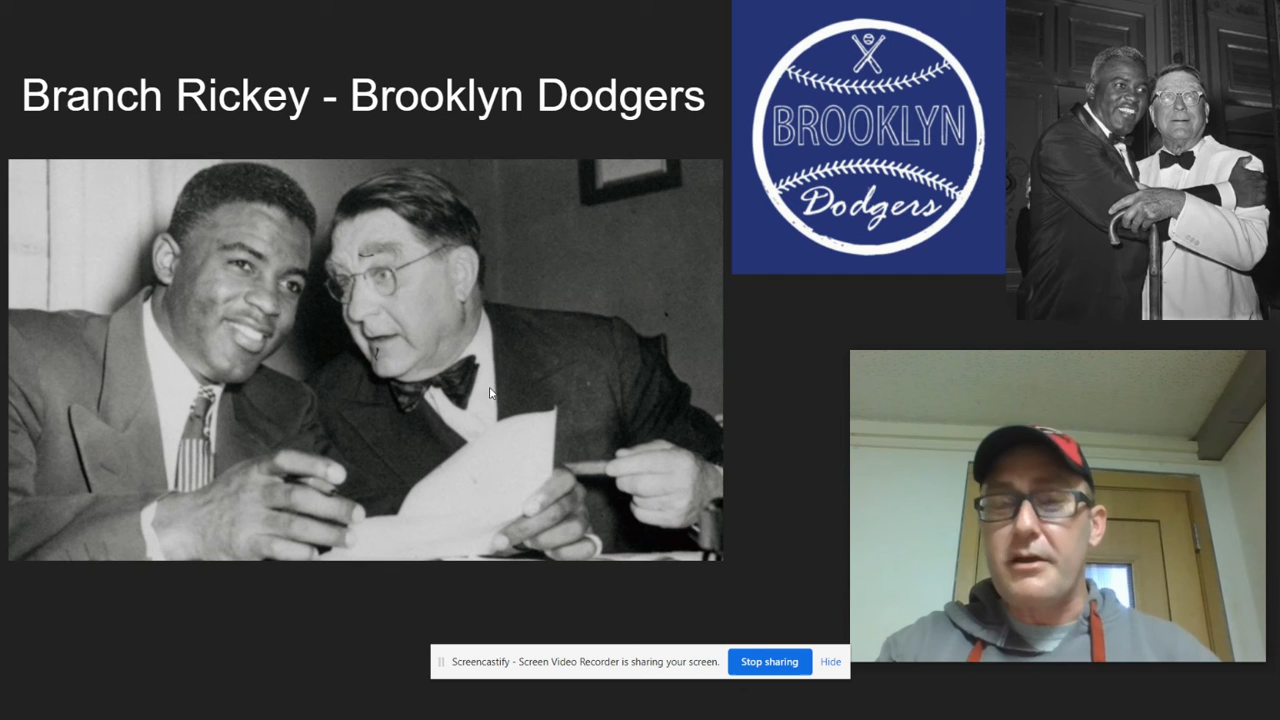 Branch Rickey - Brooklyn Dodgers
BROOKLYN
Dodgers
Screencastify - Screen Video Recorder is sharing your screen.
Stop sharing
Hide